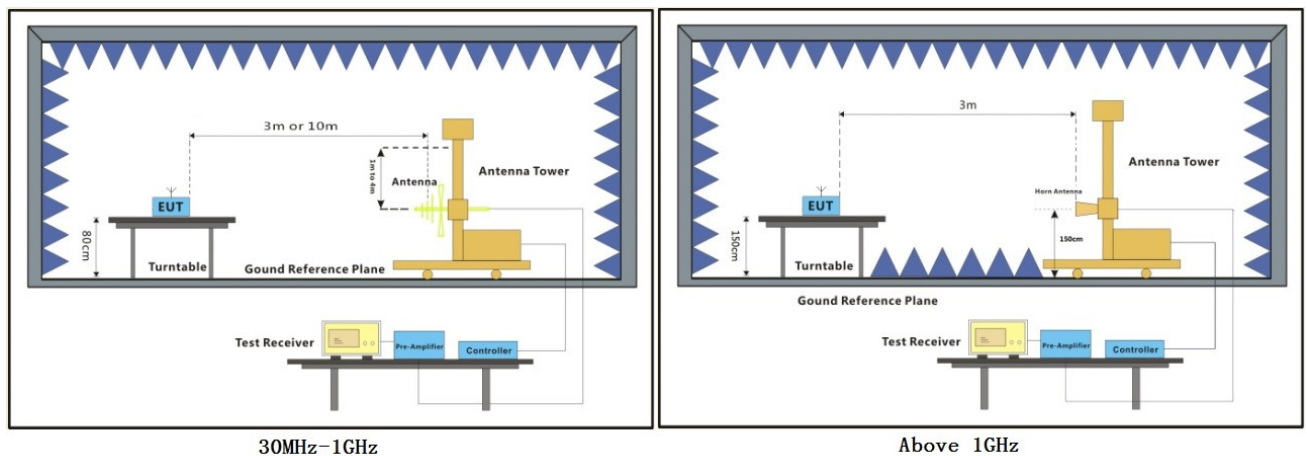 3m or 10m
1m to 4m
Antenna
Antenna Tower
EUT
80cm
Turntable
Gound Reference Plane
Test Receiver
Pre-Amplifier
Controller
30MHz-1GHz
3m
Antenna Tower
Horn Antenna
EUT
150cm
150cm
Turntable
Gound Reference Plane
Test Receiver
Pre-Amplifier
Controller
Above 1GHz